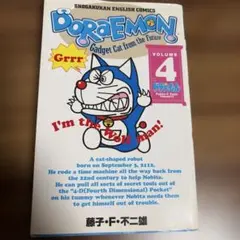 SHOGAKUKAN ENGLISH COMICS
DORAEMON
Gadget Cat from the Future
Grrr
VOLUME
4
I'm the
man!
A cat-shaped robot
born on September 3, 2112.
He rode a time machine all the way back from
the 22nd century to help Nobita.
He can pull all sorts of secret tools out of
the "4-D(Fourth Dimensional) Pocket"
on his tummy whenever Nobita needs them
to get himself out of trouble.
藤子・F・不二雄